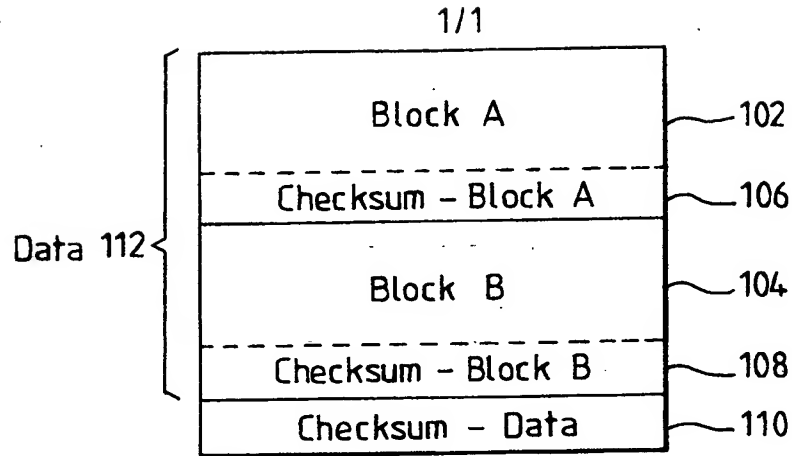 1/1
Block A
102
Checksum - Block A
106
Data 112
Block B
104
Checksum - Block B
108
Checksum - Data
110